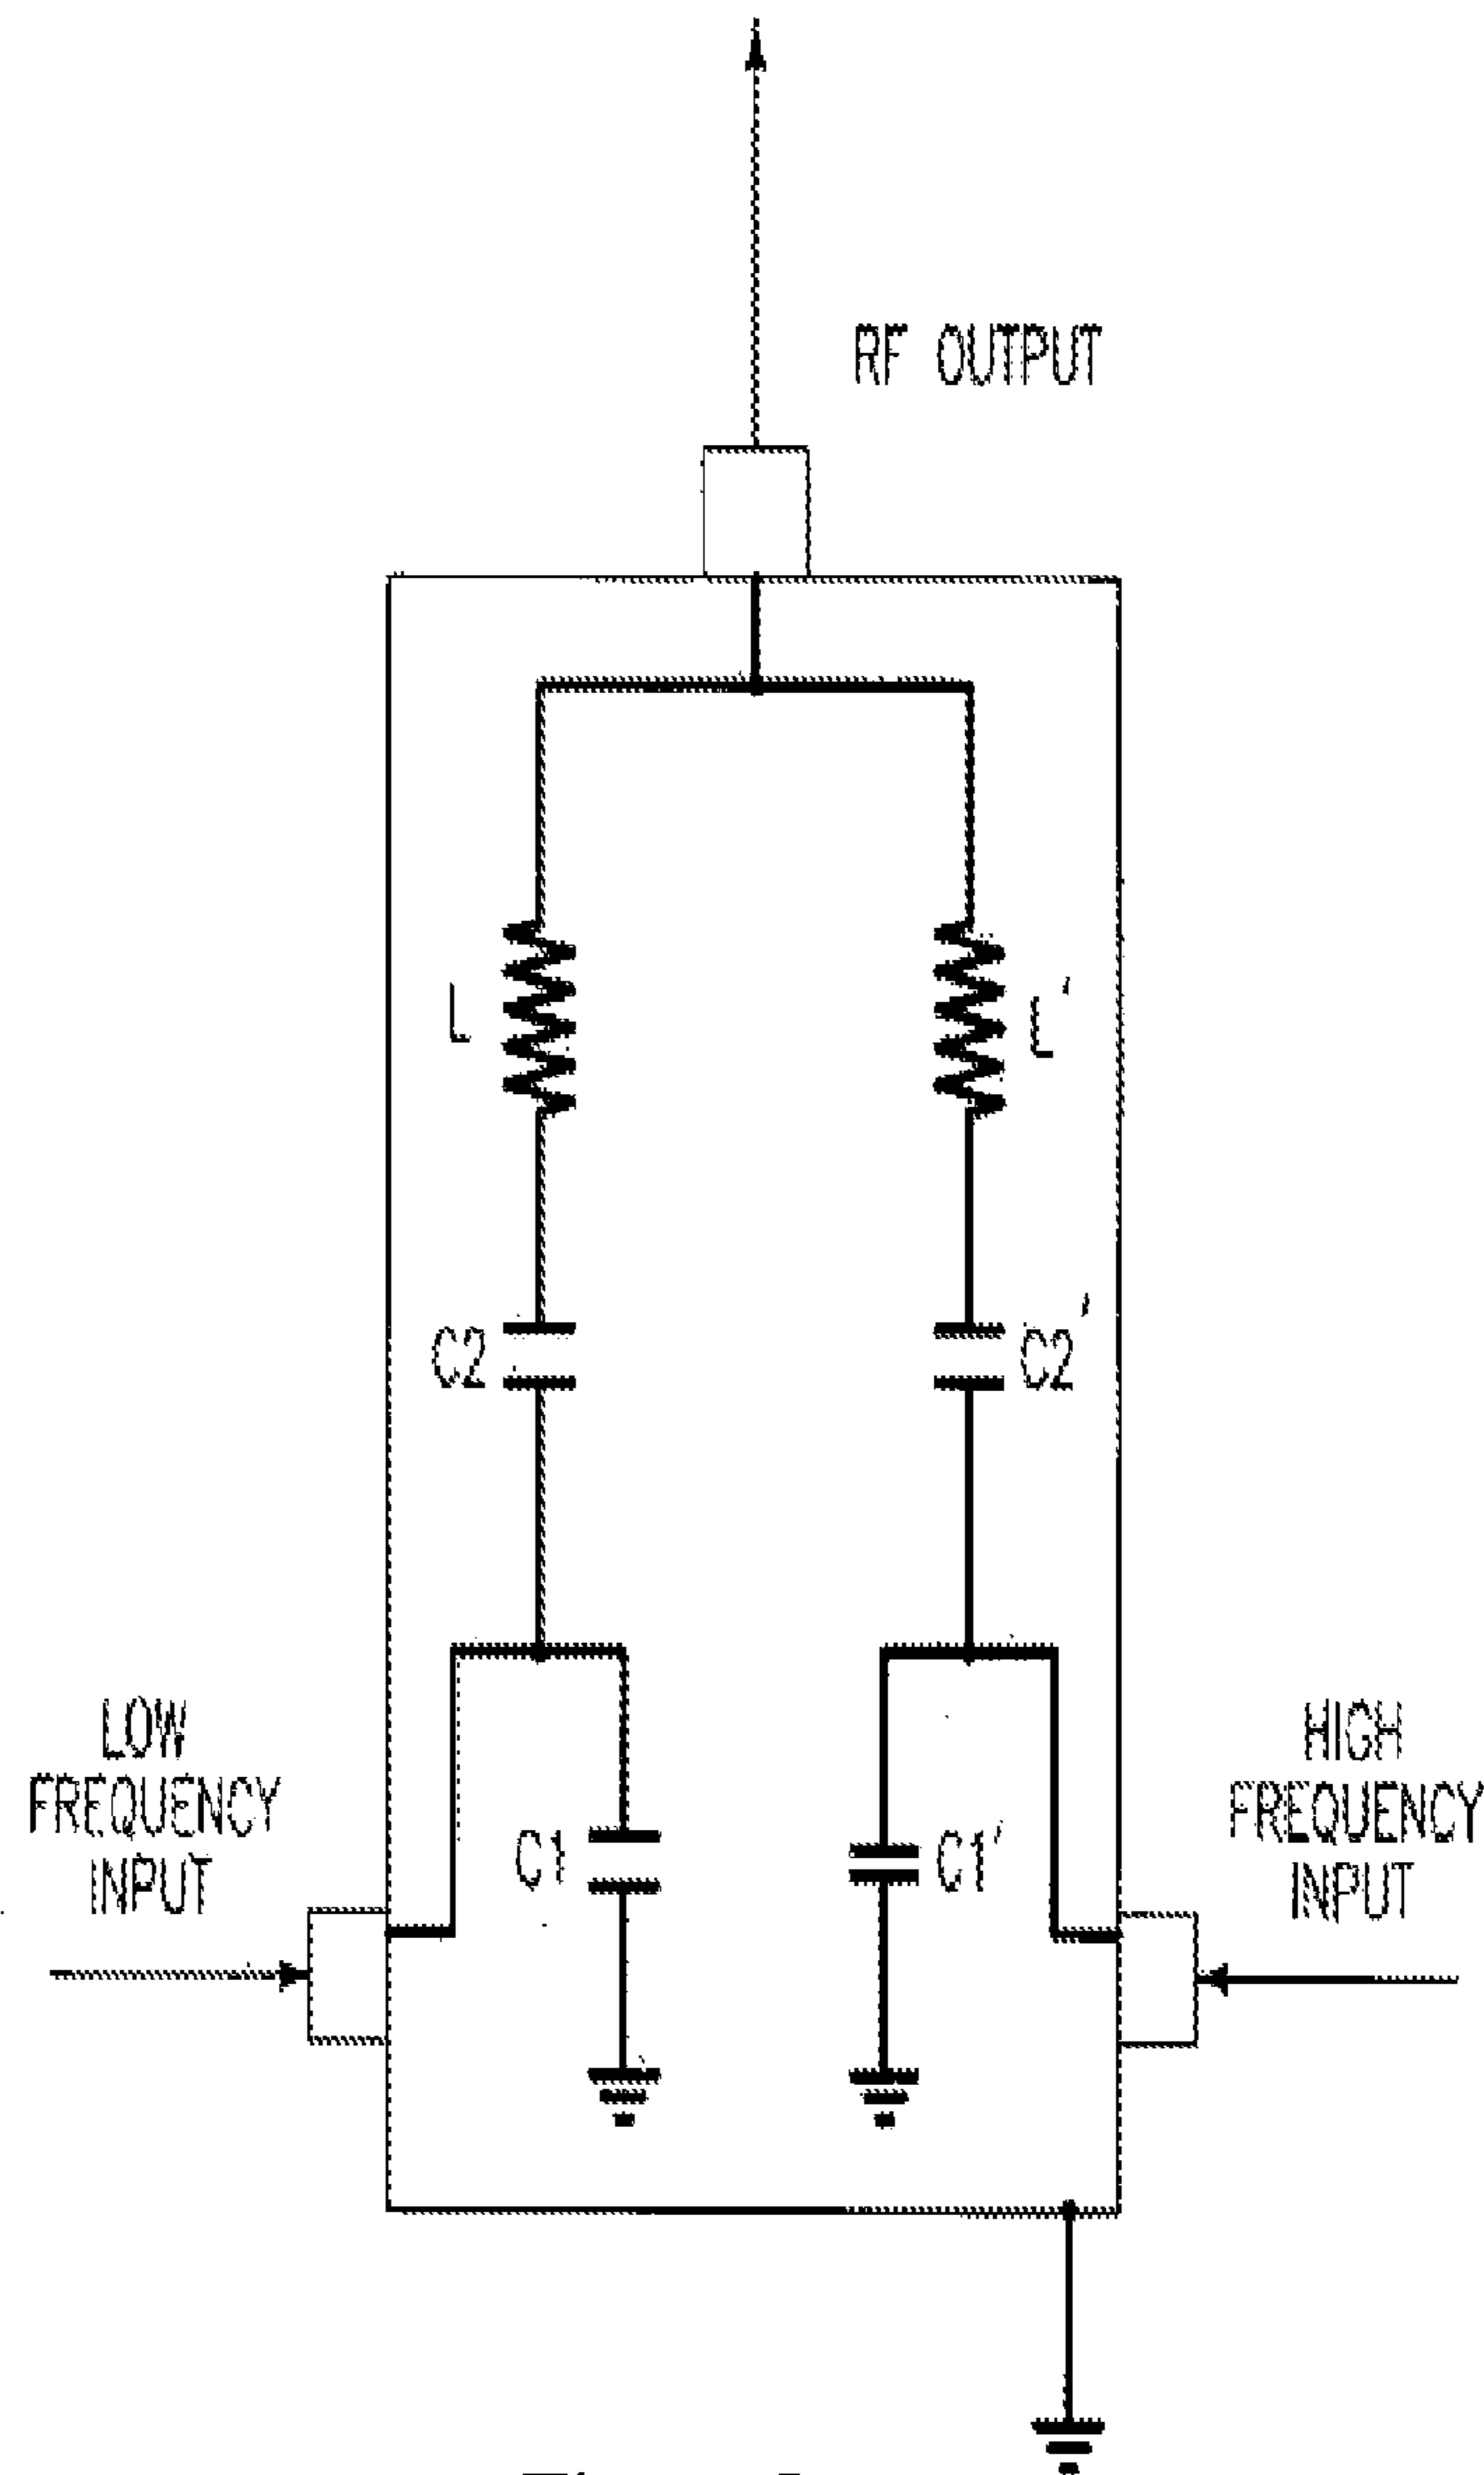 RF OUTPUT
L
L'
C2
C2'
LOW
FREQUENCY
INPUT
C1
C1'
HIGH
FREQUENCY
INPUT